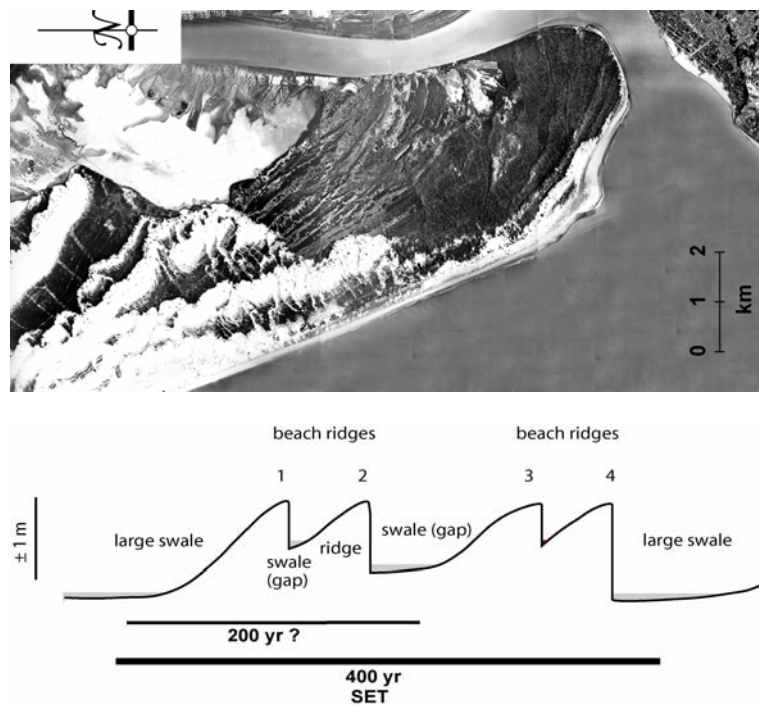 N
2
1
0
km
beach ridges
beach ridges
1
2
3
4
± 1 m
large swale
swale
(gap)
ridge
swale (gap)
large swale
200 yr ?
400 yr
SET